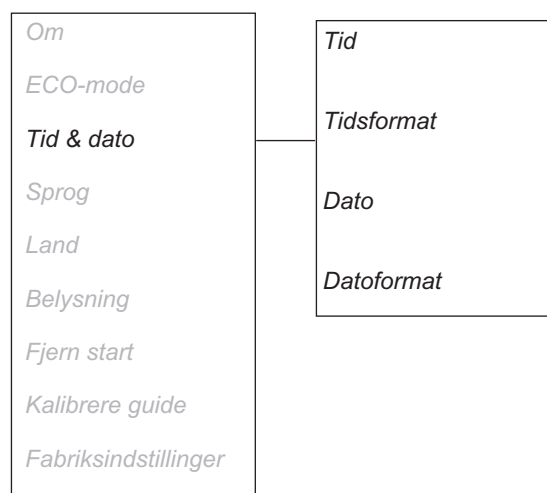 Om
ECO-mode
Tid & dato
Sprog
Land
Belysning
Fjern start
Kalibrere guide
Fabriksindstillinger
Tid
Tidsformat
Dato
Datoformat